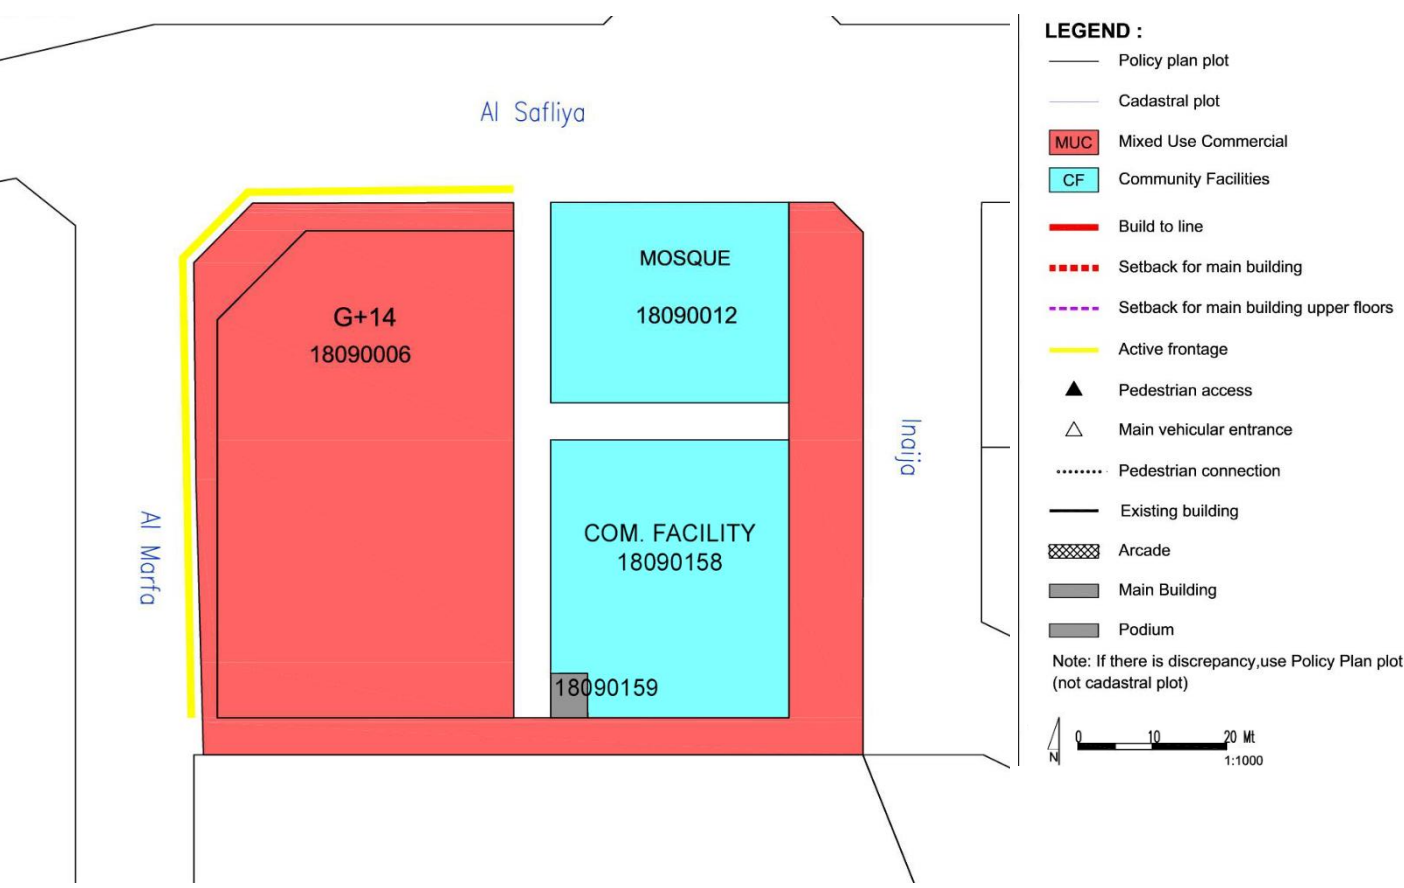 Al Safliya
MOSQUE
18090012
G+14
18090006
Inaija
Al Marfa
COM. FACILITY
18090158
18090159
LEGEND :
Policy plan plot
Cadastral plot
MUC Mixed Use Commercial
CF Community Facilities
Build to line
Setback for main building
Setback for main building upper floors
Active frontage
Pedestrian access
Main vehicular entrance
Pedestrian connection
Existing building
Arcade
Main Building
Podium
Note: If there is discrepancy,use Policy Plan plot
(not cadastral plot)
0 10 20 Mt
N
1:1000